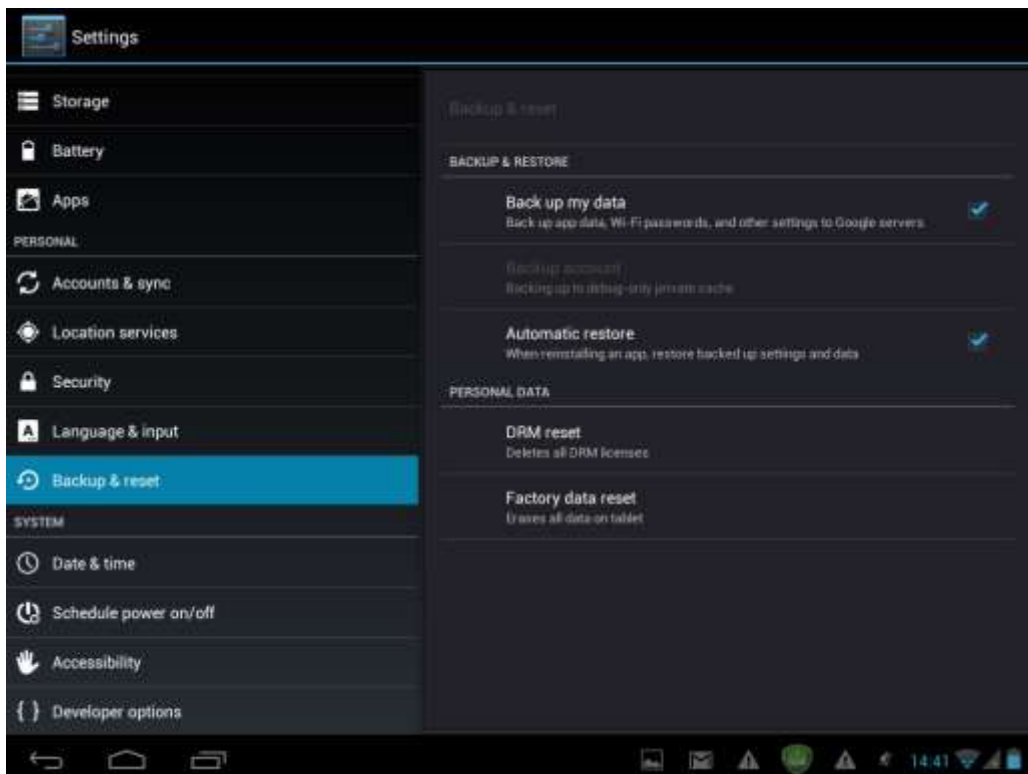 Settings
Storage
Battery
Apps
PERSONAL
Accounts & sync
Location services
Security
Language & input
Backup & reset
SYSTEM
Date & time
Schedule power on/off
Accessibility
{ } Developer options
Backup & reset
BACKUP & RESTORE
Back up my data
Back up app data, Wi-Fi passwords, and other settings to Google servers
Backup account
Backing up to debug-only private cache
Automatic restore
When reinstalling an app, restore backed up settings and data
PERSONAL DATA
DRM reset
Deletes all DRM licenses
Factory data reset
Erases all data on tablet
14:41